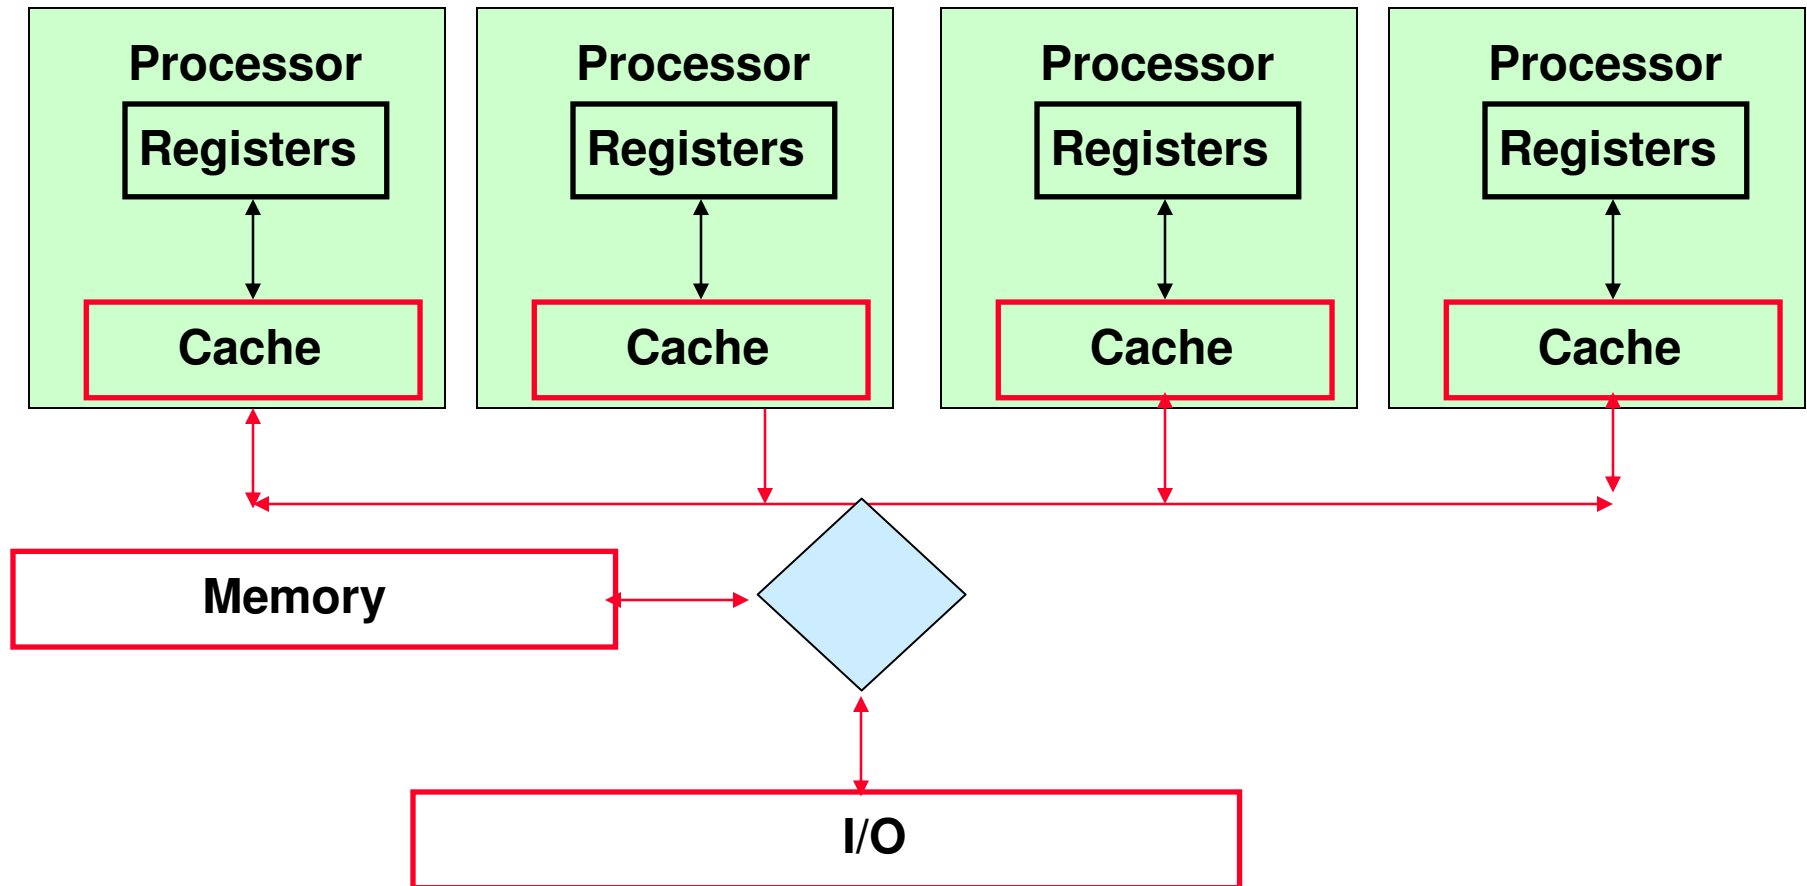 Processor
Processor
Processor
Processor
Registers
Registers
Registers
Registers
Cache
Cache
Cache
Cache
Memory
I/O